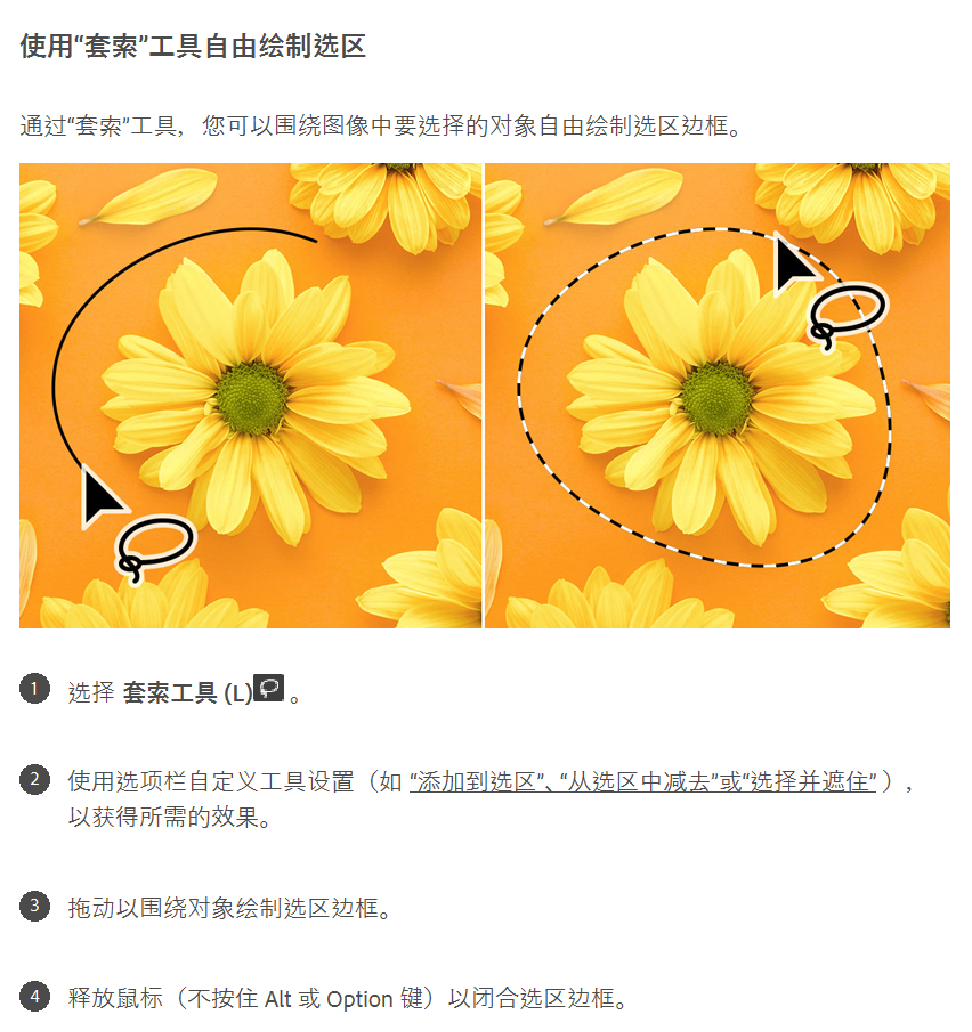 使用“套索”工具自由绘制选区
通过“套索”工具，您可以围绕图像中要选择的对象自由绘制选区边框。
1 选择 套索工具 (L) 。
2 使用选项栏自定义工具设置（如 “添加到选区”、“从选区中减去”或“选择并遮住” ），
以获得所需的效果。
3 拖动以围绕对象绘制选区边框。
4 释放鼠标（不按住 Alt 或 Option 键）以闭合选区边框。